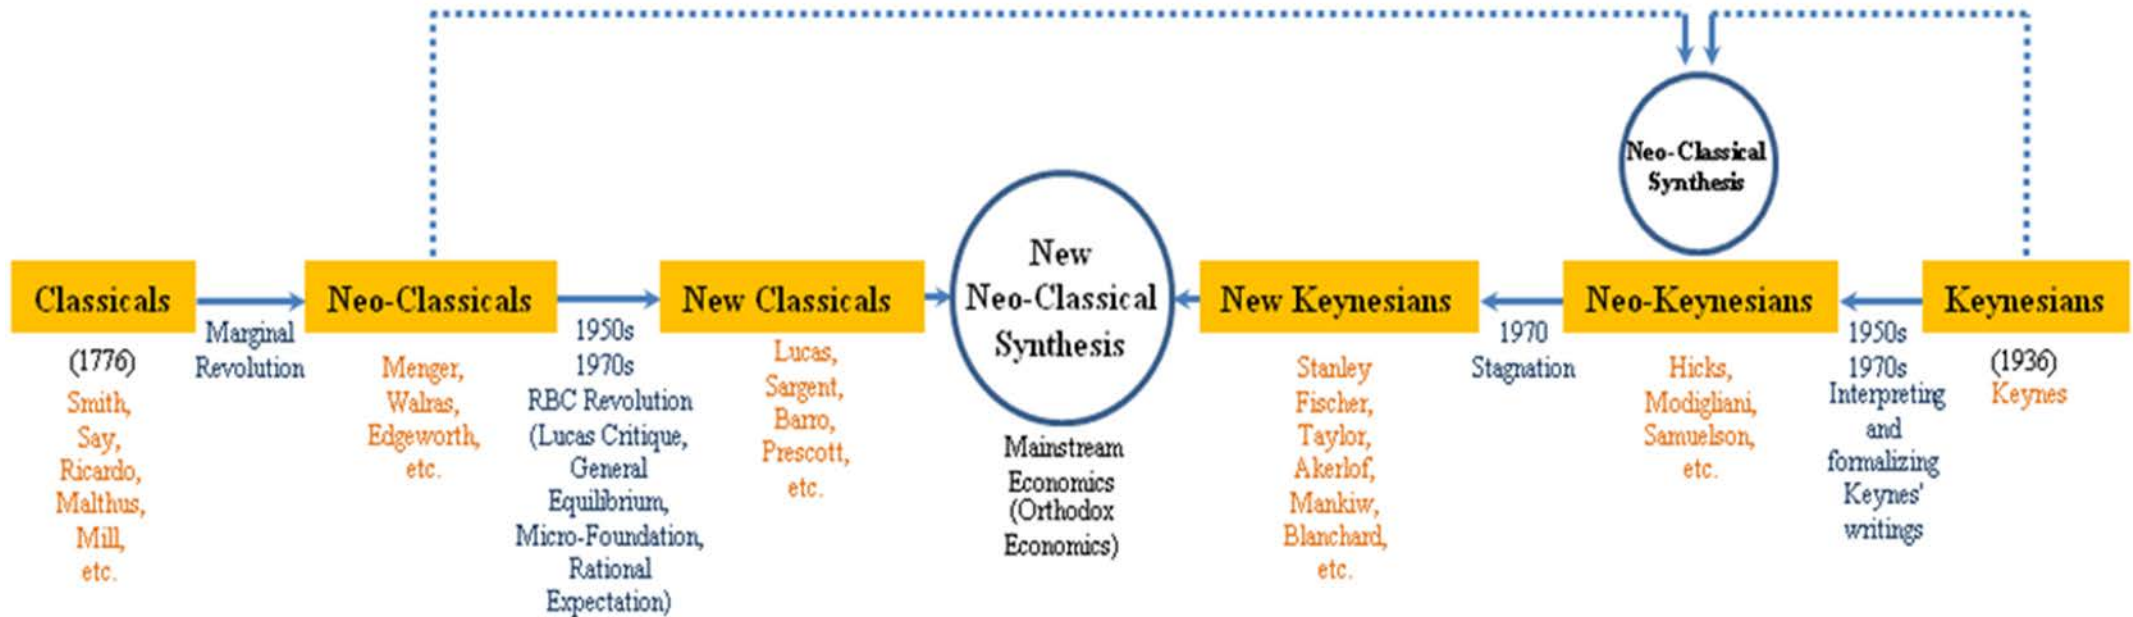 Neo-Classical
Synthesis
Classicals
(1776)
Smith,
Say,
Ricardo,
Malthus,
Mill,
etc.
Marginal
Revolution
Neo-Classicals
Menger,
Walras,
Edgeworth,
etc.
1950s
1970s
RBC Revolution
(Lucas Critique,
General
Equilibrium,
Micro-Foundation,
Rational
Expectation)
New Classicals
Lucas,
Sargent,
Barro,
Prescott,
etc.
New
Neo-Classical
Synthesis
Mainstream
Economics
(Orthodox
Economics)
New Keynesians
Stanley
Fischer,
Taylor,
Akerlof,
Mankiw,
Blanchard,
etc.
1970
Stagnation
Neo-Keynesians
Hicks,
Modigliani,
Samuelson,
etc.
1950s
1970s
Interpreting
and
formalizing
Keynes'
writings
Keynesians
(1936)
Keynes